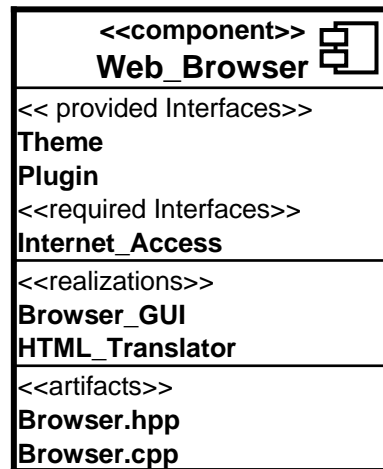 <<component>>
Web_Browser
<< provided Interfaces>>
Theme
Plugin
<<required Interfaces>>
Internet_Access
<<realizations>>
Browser_GUI
HTML_Translator
<<artifacts>>
Browser.hpp
Browser.cpp